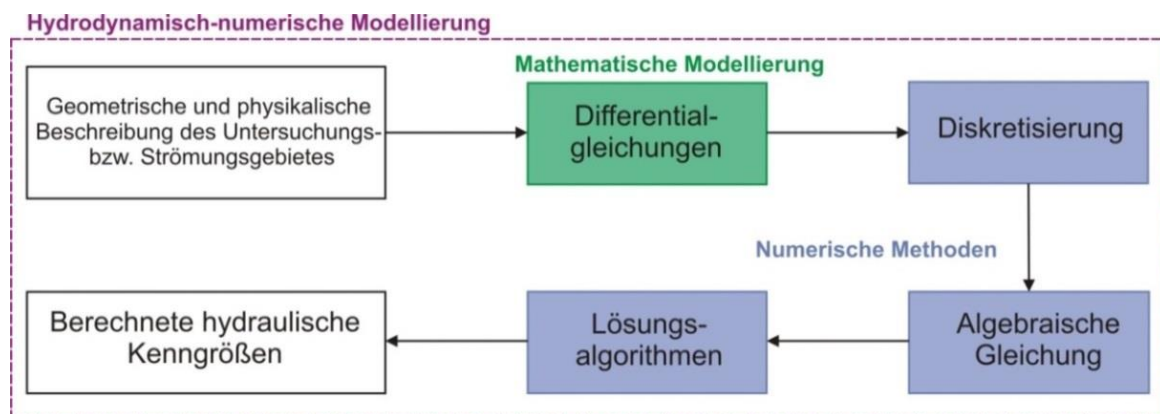 Hydrodynamisch-numerische Modellierung
Geometrische und physikalische
Beschreibung des Untersuchungs-
bzw. Strömungsgebietes
Mathematische Modellierung
Differential-
gleichungen
Diskretisierung
Numerische Methoden
Algebraische
Gleichung
Lösungs-
algorithmen
Berechnete hydraulische
Kenngrößen